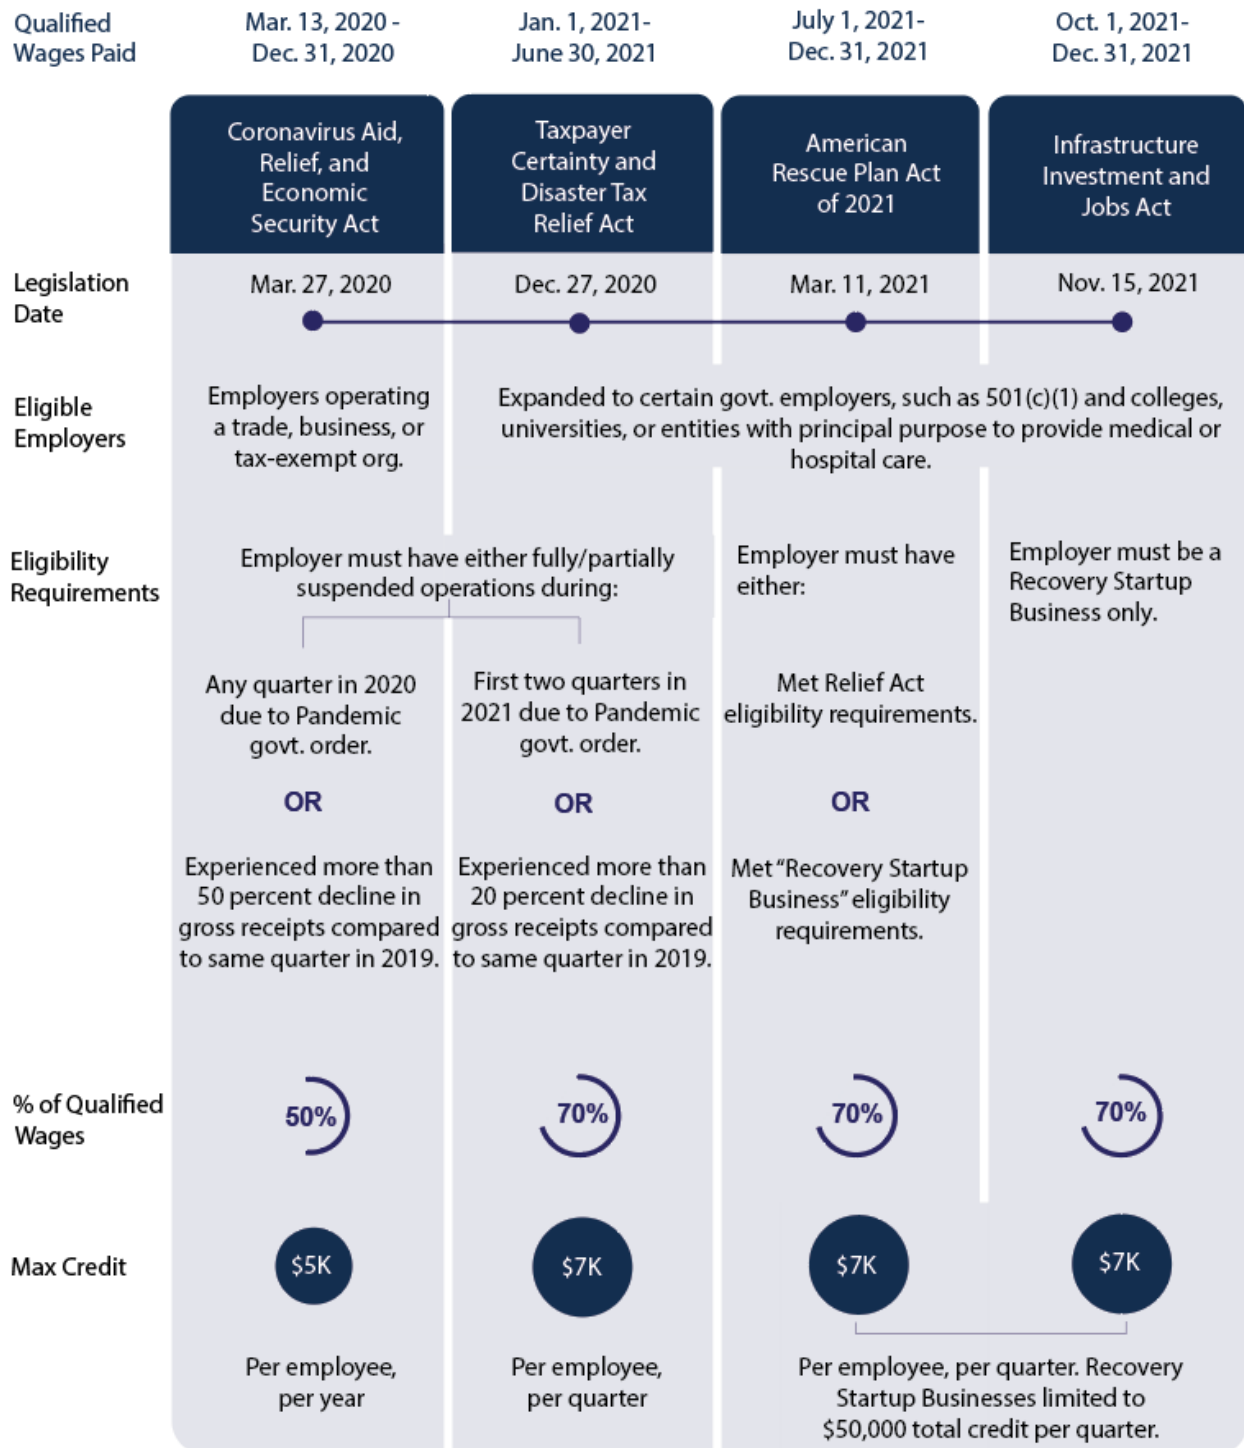 Qualified
Wages Paid
Mar. 13, 2020 -
Dec. 31, 2020
Jan. 1, 2021-
June 30, 2021
July 1, 2021-
Dec. 31, 2021
Oct. 1, 2021-
Dec. 31, 2021
Coronavirus Aid,
Relief, and
Economic
Security Act
Taxpayer
Certainty and
Disaster Tax
Relief Act
American
Rescue Plan Act
of 2021
Infrastructure
Investment and
Jobs Act
Legislation
Date
Mar. 27, 2020
Dec. 27, 2020
Mar. 11, 2021
Nov. 15, 2021
Eligible
Employers
Employers operating
a trade, business, or
tax-exempt org.
Expanded to certain govt. employers, such as 501(c)(1) and colleges,
universities, or entities with principal purpose to provide medical or
hospital care.
Eligibility
Requirements
Employer must have either fully/partially
suspended operations during:
Any quarter in 2020
due to Pandemic
govt. order.
OR
Experienced more than
50 percent decline in
gross receipts compared
to same quarter in 2019.
First two quarters in
2021 due to Pandemic
govt. order.
OR
Experienced more than
20 percent decline in
gross receipts compared
to same quarter in 2019.
Employer must have
either:
Met Relief Act
eligibility requirements.
OR
Met “Recovery Startup
Business” eligibility
requirements.
Employer must be a
Recovery Startup
Business only.
% of Qualified
Wages
50%
70%
70%
70%
Max Credit
$5K
$7K
$7K
$7K
Per employee,
per year
Per employee,
per quarter
Per employee, per quarter. Recovery
Startup Businesses limited to
$50,000 total credit per quarter.